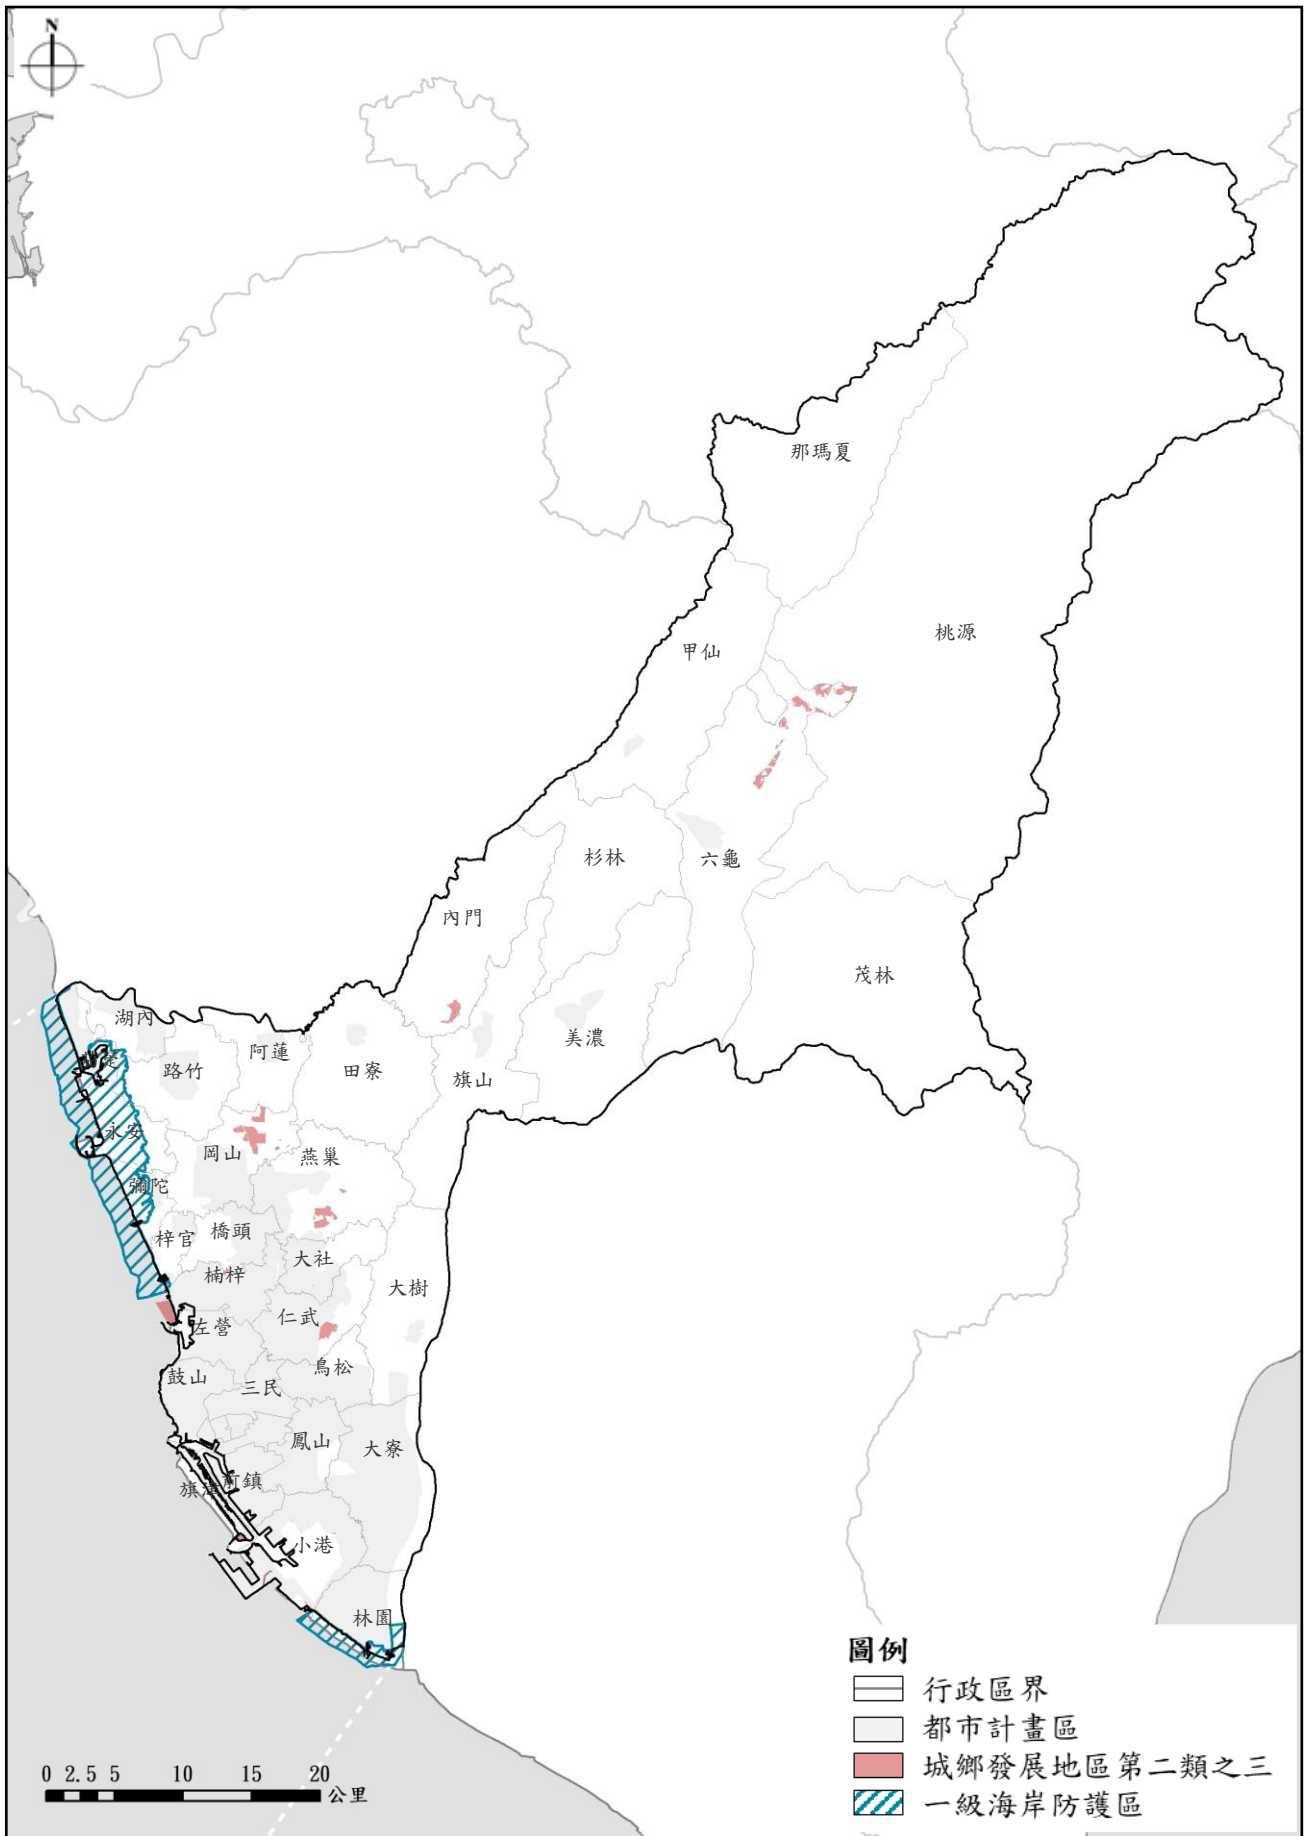 N
那瑪夏
桃源
甲仙
杉林
六龜
內門
茂林
湖內
美濃
阿蓮
路竹
田寮
旗山
永安
岡山
燕巢
彌陀
梓官
橋頭
大社
楠梓
大樹
仁武
左營
鳥松
鼓山
三民
鳳山
大寮
前鎮
旗津
小港
林園
圖例
行政區界
都市計畫區
城鄉發展地區第二類之三
一級海岸防護區
0 2.5 5 10 15 20
公里